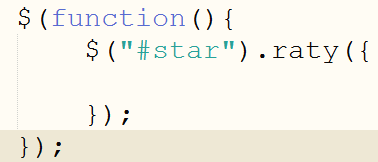 $(function(){
    $("#star").raty({

    });
});